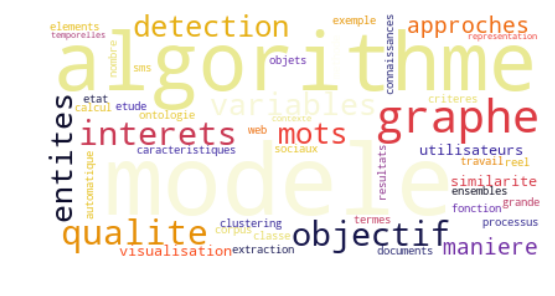 elements
temporelles
detection
exemple
approches
representation
algorithme
nombre
sms
objets
connaissances
etat
calcul
etude
variables
criteres
graphe
ontologie
contexte
entites
interets
web
mots
utilisateurs
caracteristiques
sociaux
resultats
travail
reel
automatique
modele
similarite
ensembles
grande
fonction
qualite
clustering
corpus
classe
termes
objectif
processus
maniere
visualisation
extraction
documents